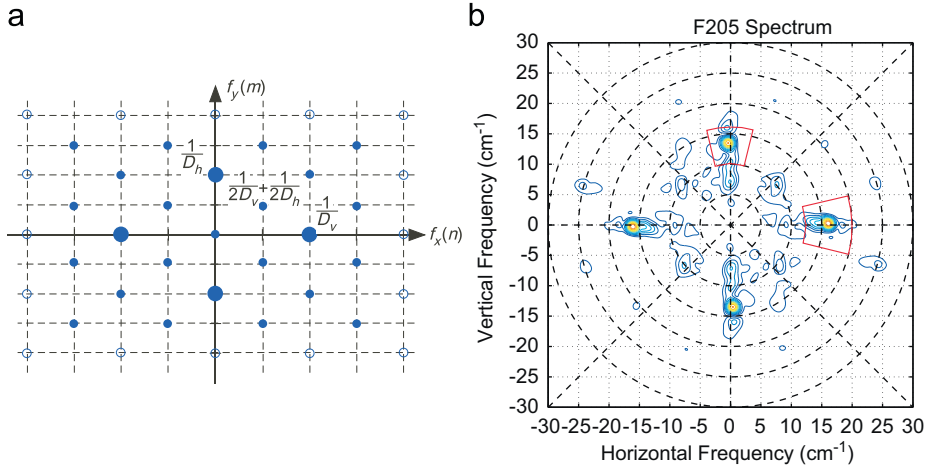 a
f_y(m)
1/D_h
1/2D_v + 1/2D_h
1/D_v
f_x(n)
b
F205 Spectrum
Vertical Frequency (cm⁻¹)
30
25
20
15
10
5
0
-5
-10
-15
-20
-25
-30
-30 -25 -20 -15 -10 -5 0 5 10 15 20 25 30
Horizontal Frequency (cm⁻¹)